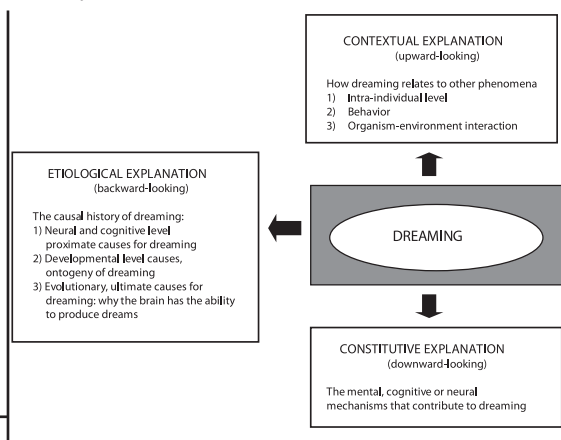 CONTEXTUAL EXPLANATION
(upward-looking)
How dreaming relates to other phenomena
1) Intra-individual level
2) Behavior
3) Organism-environment interaction
ETIOLOGICAL EXPLANATION
(backward-looking)
The causal history of dreaming:
1) Neural and cognitive level
proximate causes for dreaming
2) Developmental level causes,
ontogeny of dreaming
3) Evolutionary, ultimate causes for
dreaming: why the brain has the ability
to produce dreams
DREAMING
CONSTITUTIVE EXPLANATION
(downward-looking)
The mental, cognitive or neural
mechanisms that contribute to dreaming